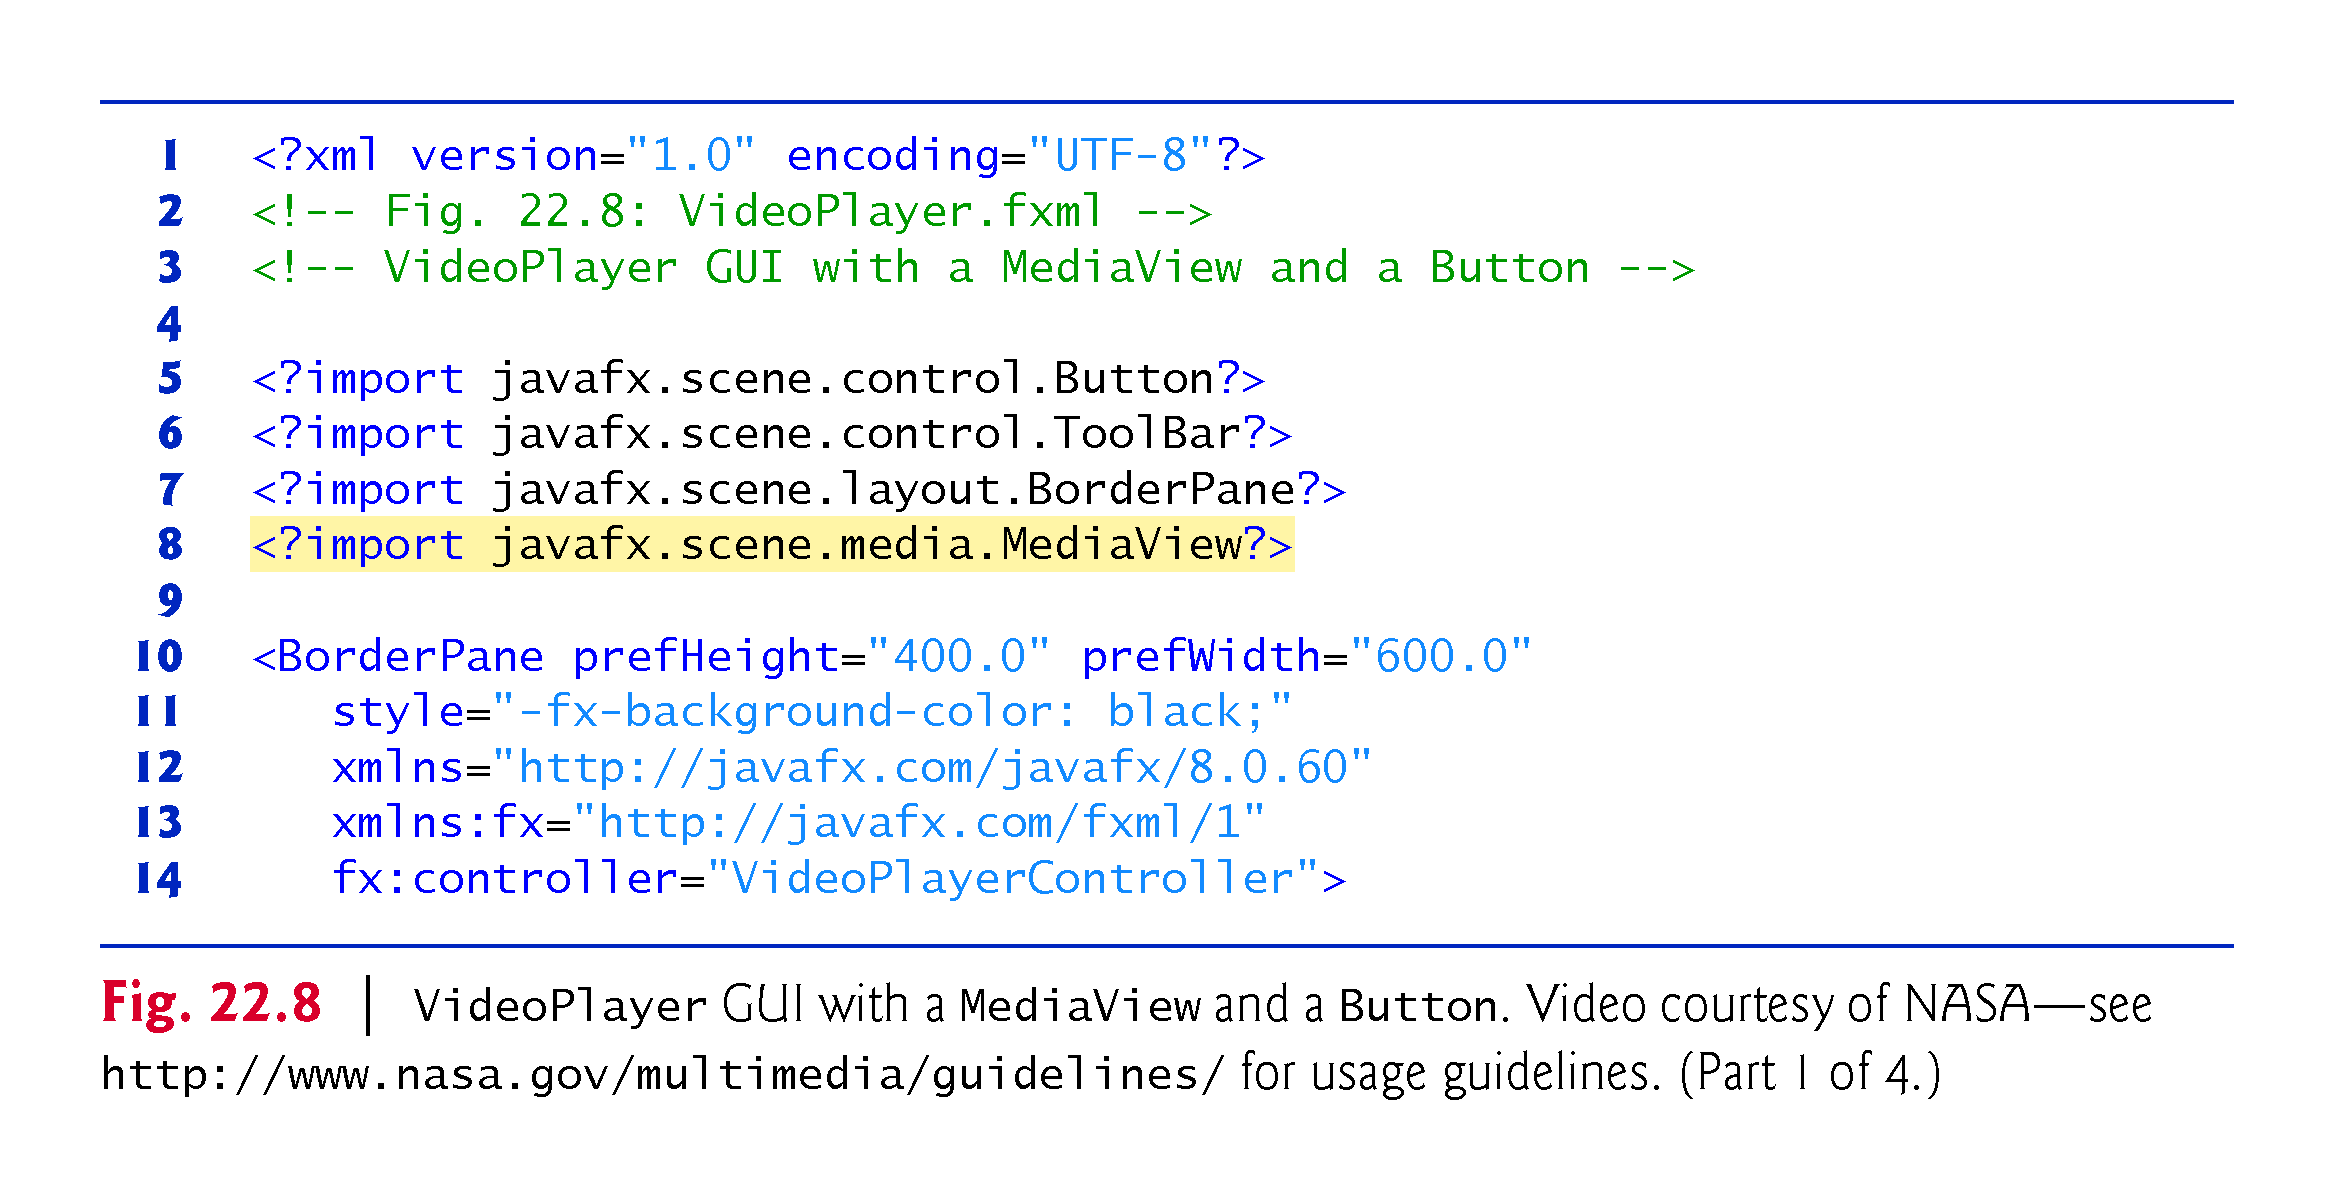 1 <?xml version="1.0" encoding="UTF-8"?>
2 <!-- Fig. 22.8: VideoPlayer.fxml -->
3 <!-- VideoPlayer GUI with a MediaView and a Button -->
4
5 <?import javafx.scene.control.Button?>
6 <?import javafx.scene.control.ToolBar?>
7 <?import javafx.scene.layout.BorderPane?>
8 <?import javafx.scene.media.MediaView?>
9
10 <BorderPane prefHeight="400.0" prefWidth="600.0"
11    style="-fx-background-color: black;"
12    xmlns="http://javafx.com/javafx/8.0.60"
13    xmlns:fx="http://javafx.com/fxml/1"
14    fx:controller="VideoPlayerController">
Fig. 22.8 | VideoPlayer GUI with a MediaView and a Button. Video courtesy of NASA—see
http://www.nasa.gov/multimedia/guidelines/ for usage guidelines. (Part 1 of 4.)